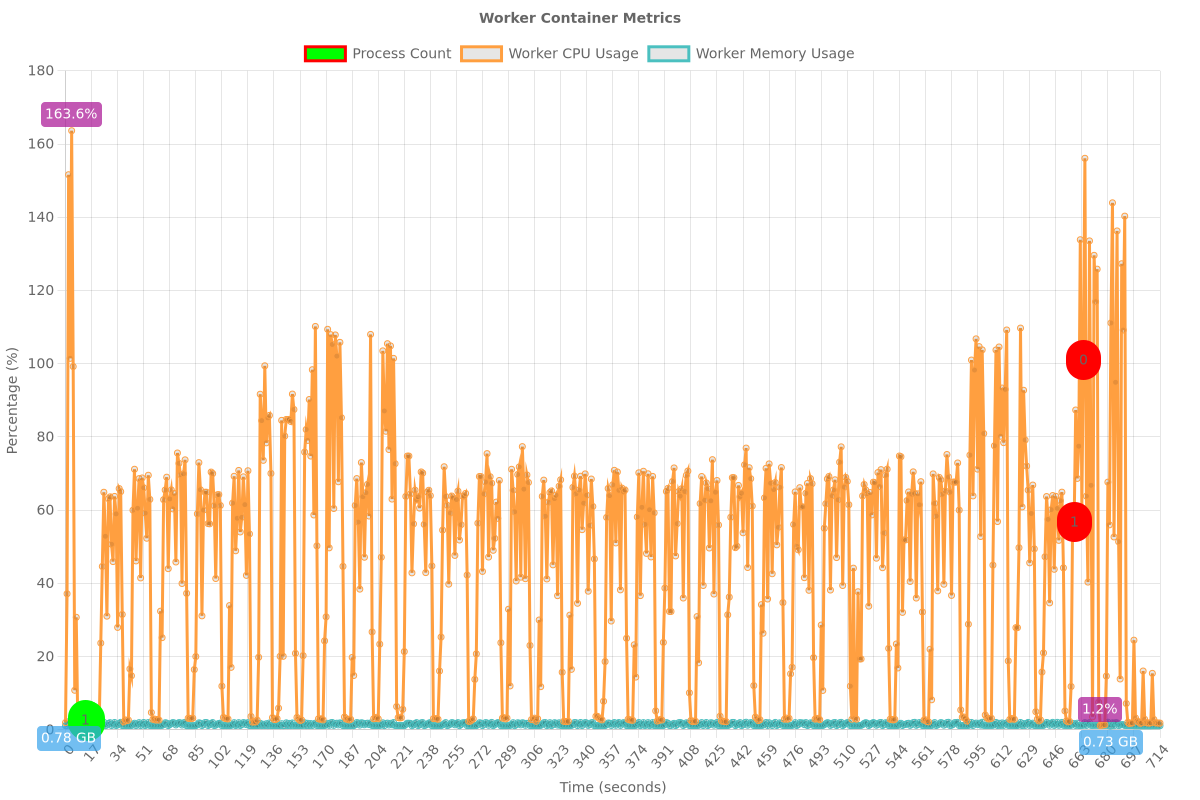 Worker Container Metrics
Process Count Worker CPU Usage Worker Memory Usage
Percentage (%)
180
163.6%
160
140
120
100
0
80
60
1
40
20
1.2%
0
1
0.78 GB
0.73 GB
0 17 34 51 68 85 102 119 136 153 170 187 204 221 238 255 272 289 306 323 340 357 374 391 408 425 442 459 476 493 510 527 544 561 578 595 612 629 646 663 680 697 714
Time (seconds)